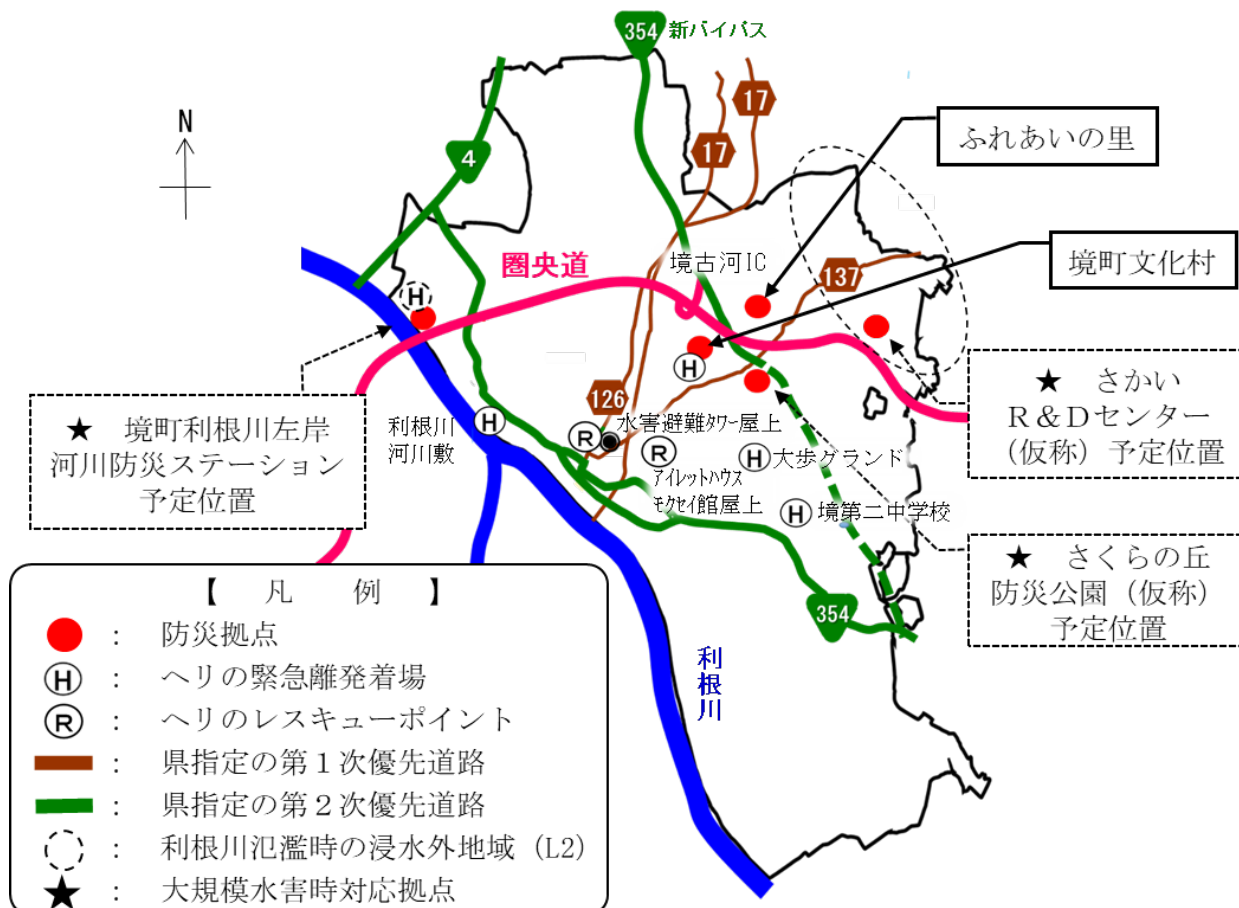 354
新バイパス
17
17
N
4
ふれあいの里
境町文化村
圏央道
境古河IC
137
H
H
126
水害避難タワー屋上
利根川
河川敷
H
R
R
アイレットハウス
モクセイ館屋上
H
大歩グランド
H
境第二中学校
354
利根川
★ 境町利根川左岸
河川防災ステーション
予定位置
★ さかい
R&Dセンター
(仮称) 予定位置
★ さくらの丘
防災公園(仮称)
予定位置
【 凡 例 】
: 防災拠点
H : ヘリの緊急離発着場
R : ヘリのレスキューポイント
: 県指定の第1次優先道路
: 県指定の第2次優先道路
: 利根川氾濫時の浸水外地域 (L2)
★ : 大規模水害時対応拠点